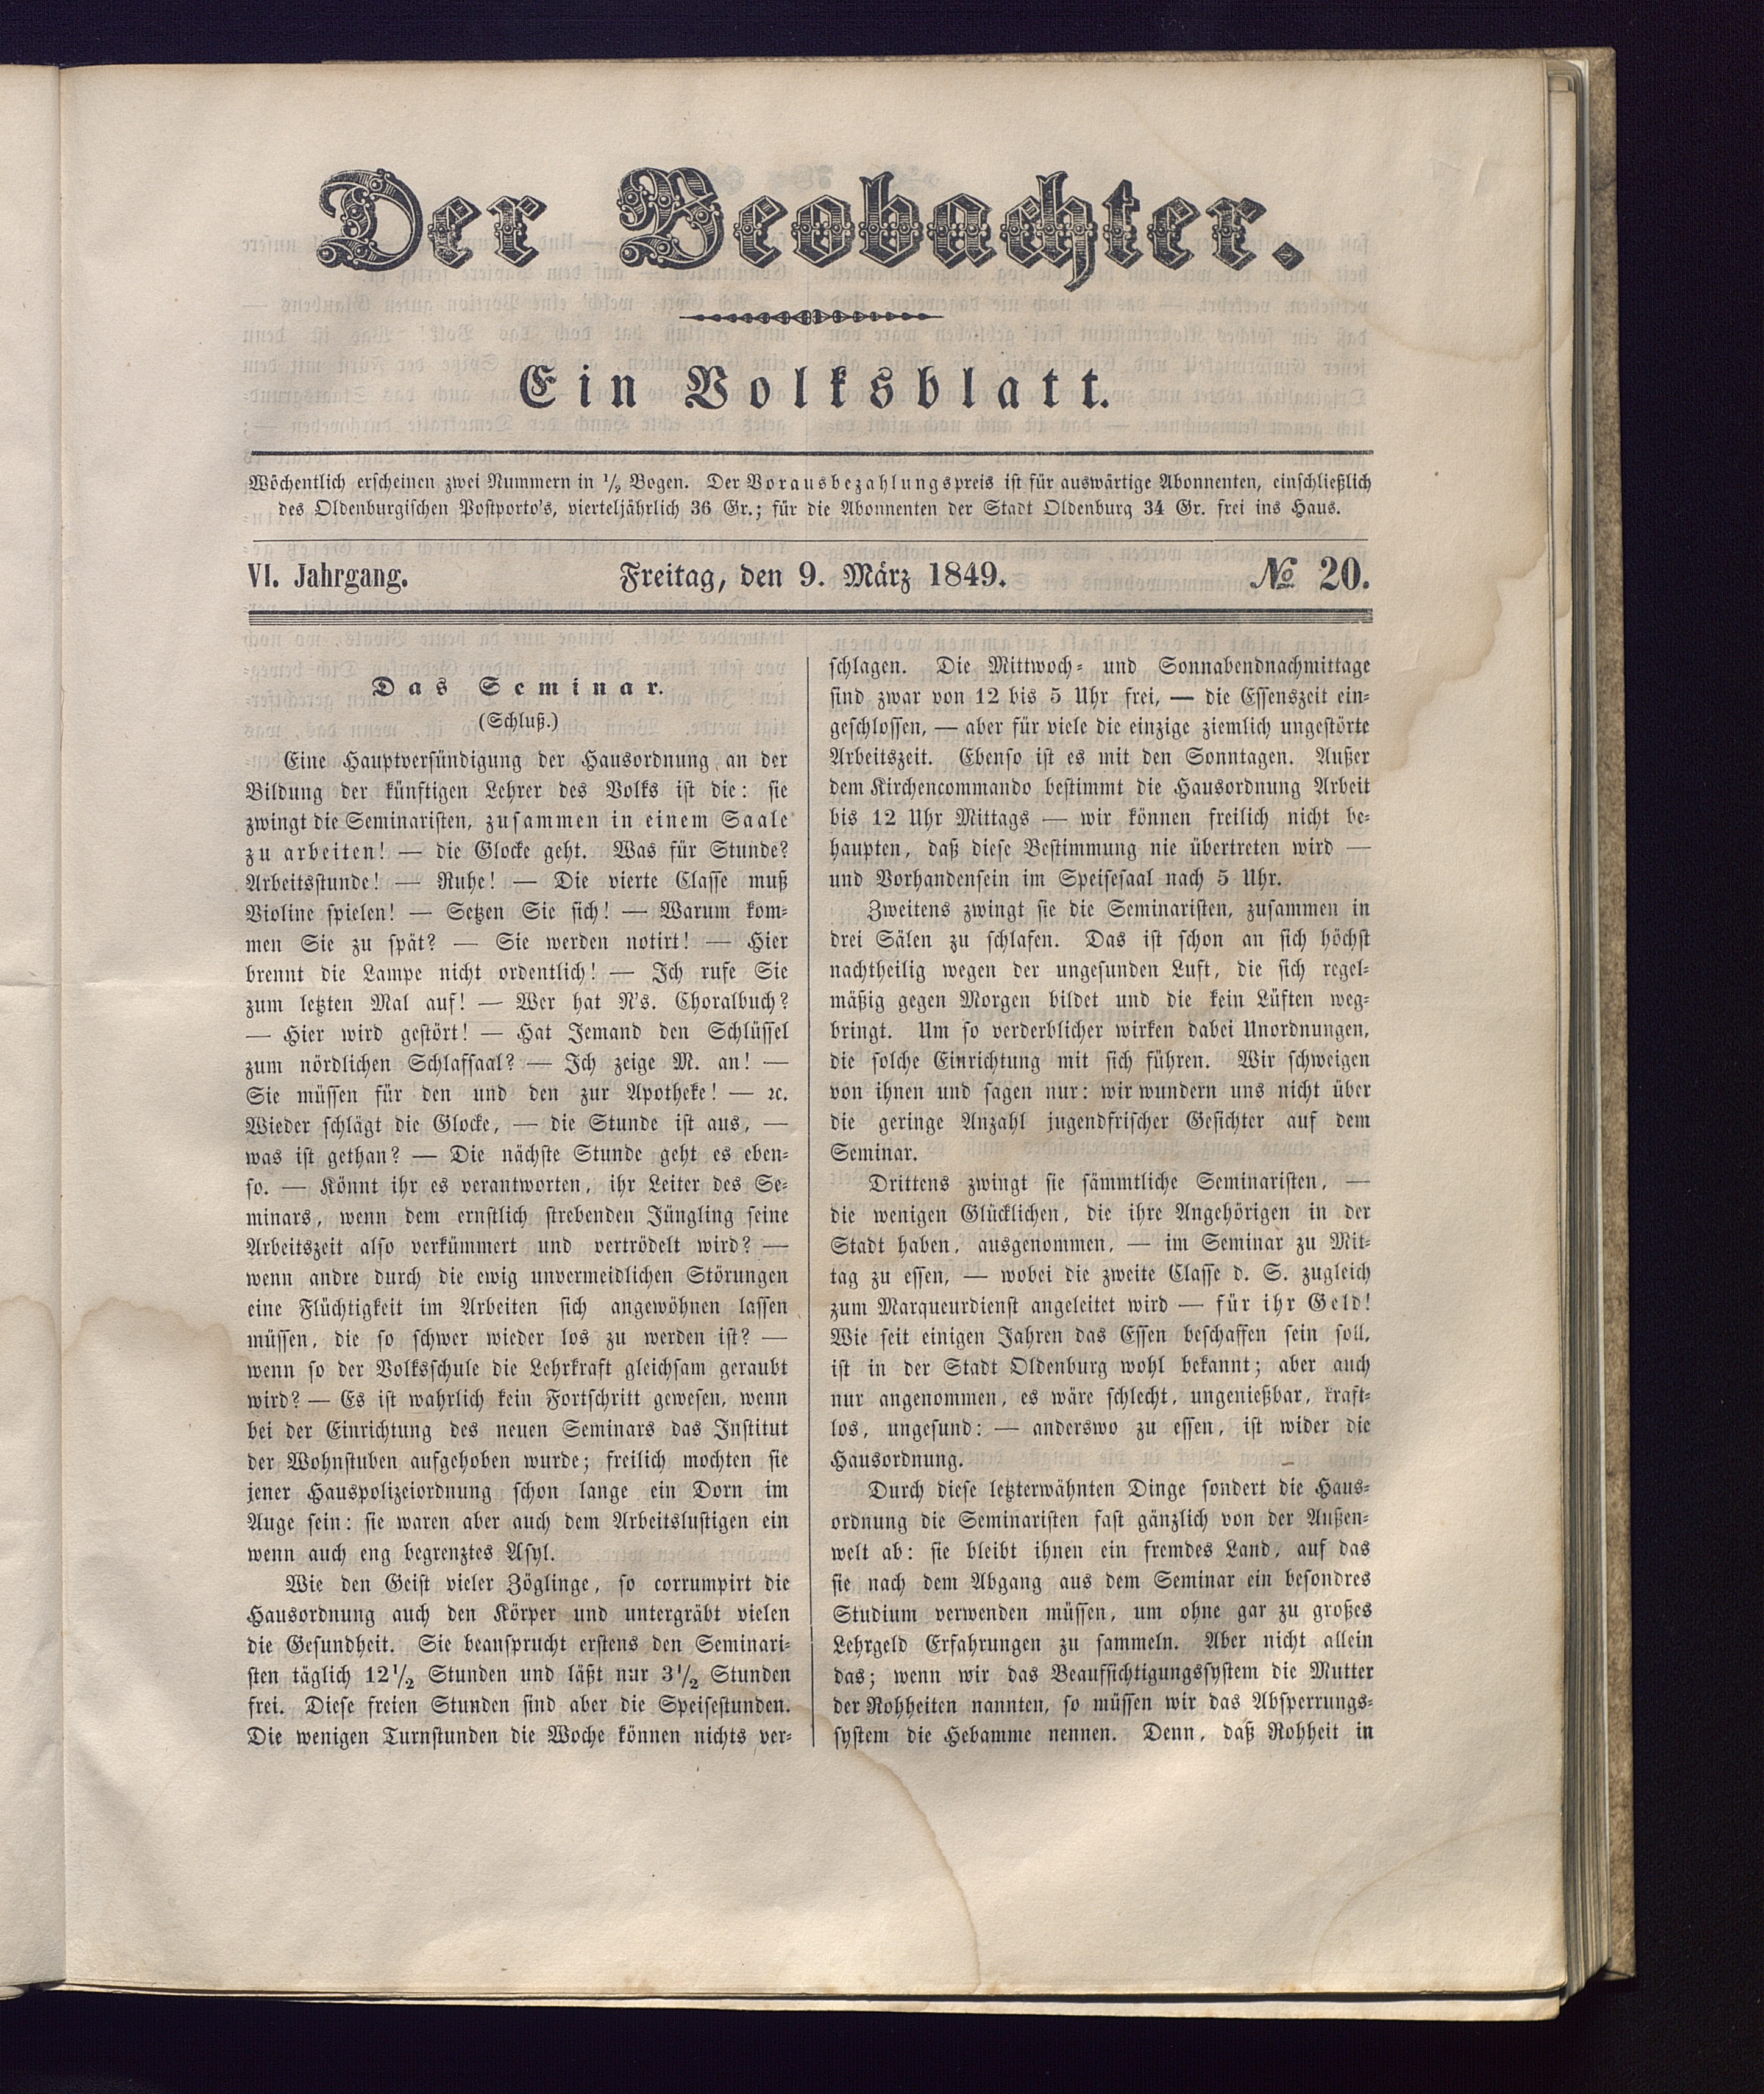 Der Beobachter.
Ein Volksblatt.
Wöchentlich erscheinen zwei Nummern in 1/2 Bogen. Der Vorausbezahlungspreis ist für auswärtige Abonnenten, einschließlich
des Oldenburgischen Postporto's, vierteljährlich 36 Gr.; für die Abonnenten der Stadt Oldenburg 34 Gr. frei ins Haus.
VI. Jahrgang. Freitag, den 9. März 1849. No 20.
Das Seminar.
(Schluß.)
Eine Hauptversündigung der Hausordnung an der
Bildung der künftigen Lehrer des Volks ist die: sie
zwingt die Seminaristen, zusammen in einem Saale
zu arbeiten! — die Glocke geht. Was für Stunde?
Arbeitsstunde! — Ruhe! — Die vierte Classe muß
Violine spielen! — Setzen Sie sich! — Warum kom-
men Sie zu spät? — Sie werden notirt! — Hier
brennt die Lampe nicht ordentlich! — Ich rufe Sie
zum letzten Mal auf! — Wer hat N's. Choralbuch?
— Hier wird gestört! — Hat Jemand den Schlüssel
zum nördlichen Schlafsaal? — Ich zeige M. an! —
Sie müssen für den und den zur Apotheke! — ꝛc.
Wieder schlägt die Glocke, — die Stunde ist aus, —
was ist gethan? — Die nächste Stunde geht es eben-
so. — Könnt ihr es verantworten, ihr Leiter des Se-
minars, wenn dem ernstlich strebenden Jüngling seine
Arbeitszeit also verkümmert und vertrödelt wird? —
wenn andre durch die ewig unvermeidlichen Störungen
eine Flüchtigkeit im Arbeiten sich angewöhnen lassen
müssen, die so schwer wieder los zu werden ist? —
wenn so der Volksschule die Lehrkraft gleichsam geraubt
wird? — Es ist wahrlich kein Fortschritt gewesen, wenn
bei der Einrichtung des neuen Seminars das Institut
der Wohnstuben aufgehoben wurde; freilich mochten sie
jener Hauspolizeiordnung schon lange ein Dorn im
Auge sein: sie waren aber auch dem Arbeitslustigen ein
wenn auch eng begrenztes Asyl.
Wie den Geist vieler Zöglinge, so corrumpirt die
Hausordnung auch den Körper und untergräbt vielen
die Gesundheit. Sie beansprucht erstens den Seminari-
sten täglich 12 1/2 Stunden und läßt nur 3 1/2 Stunden
frei. Diese freien Stunden sind aber die Speisestunden.
Die wenigen Turnstunden die Woche können nichts ver-
schlagen. Die Mittwoch- und Sonnabendnachmittage
sind zwar von 12 bis 5 Uhr frei, — die Essenszeit ein-
geschlossen, — aber für viele die einzige ziemlich ungestörte
Arbeitszeit. Ebenso ist es mit den Sonntagen. Außer
dem Kirchencommando bestimmt die Hausordnung Arbeit
bis 12 Uhr Mittags — wir können freilich nicht be-
haupten, daß diese Bestimmung nie übertreten wird —
und Vorhandensein im Speisesaal nach 5 Uhr.
Zweitens zwingt sie die Seminaristen, zusammen in
drei Sälen zu schlafen. Das ist schon an sich höchst
nachtheilig wegen der ungesunden Luft, die sich regel-
mäßig gegen Morgen bildet und die kein Lüften weg-
bringt. Um so verderblicher wirken dabei Unordnungen,
die solche Einrichtung mit sich führen. Wir schweigen
von ihnen und sagen nur: wir wundern uns nicht über
die geringe Anzahl jugendfrischer Gesichter auf dem
Seminar.
Drittens zwingt sie sämmtliche Seminaristen, —
die wenigen Glücklichen, die ihre Angehörigen in der
Stadt haben, ausgenommen, — im Seminar zu Mit-
tag zu essen, — wobei die zweite Classe d. S. zugleich
zum Marqueurdienst angeleitet wird — für ihr Geld!
Wie seit einigen Jahren das Essen beschaffen sein soll,
ist in der Stadt Oldenburg wohl bekannt; aber auch
nur angenommen, es wäre schlecht, ungenießbar, kraft-
los, ungesund: — anderswo zu essen, ist wider die
Hausordnung.
Durch diese letzterwähnten Dinge sondert die Haus-
ordnung die Seminaristen fast gänzlich von der Außen-
welt ab: sie bleibt ihnen ein fremdes Land, auf das
sie nach dem Abgang aus dem Seminar ein besondres
Studium verwenden müssen, um ohne gar zu großes
Lehrgeld Erfahrungen zu sammeln. Aber nicht allein
das; wenn wir das Beaufsichtigungssystem die Mutter
der Rohheiten nannten, so müssen wir das Absperrungs-
system die Hebamme nennen. Denn, daß Rohheit in